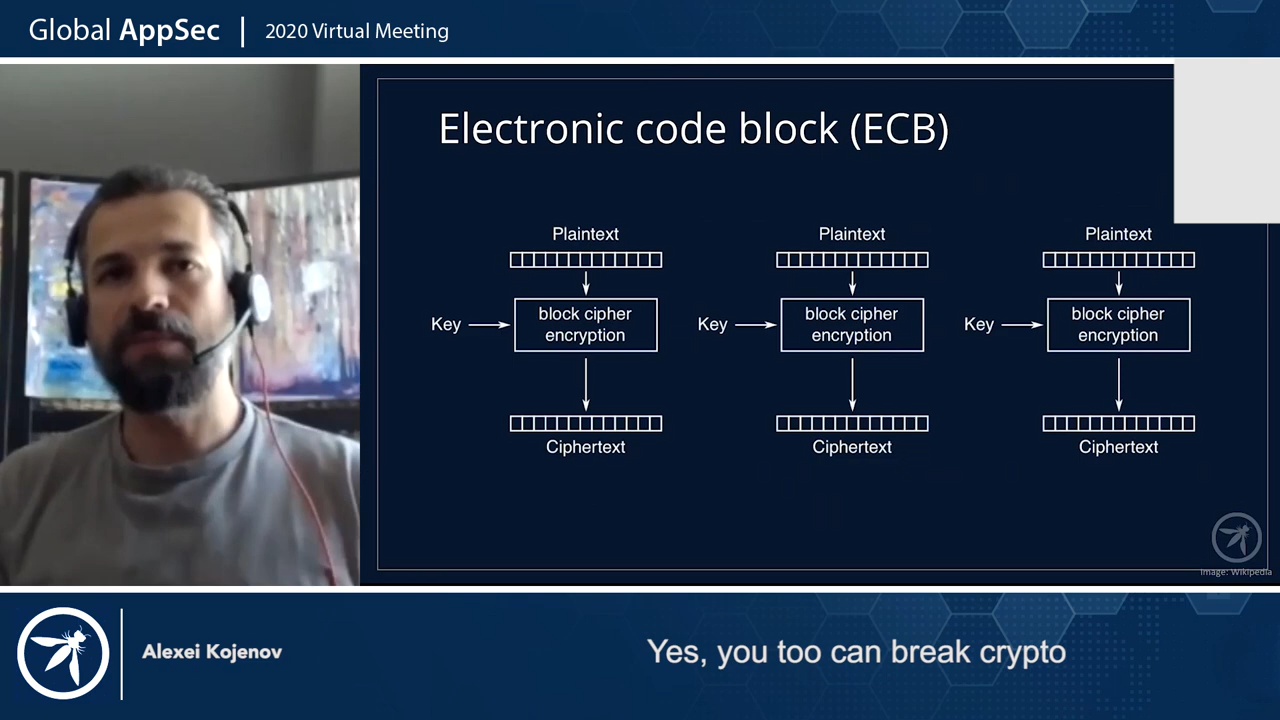 Global AppSec | 2020 Virtual Meeting
Electronic code block (ECB)
Plaintext Plaintext Plaintext
Key block cipher encryption Key block cipher encryption Key block cipher encryption
Ciphertext Ciphertext Ciphertext
Image: Wikipedia
Alexei Kojenov
Yes, you too can break crypto